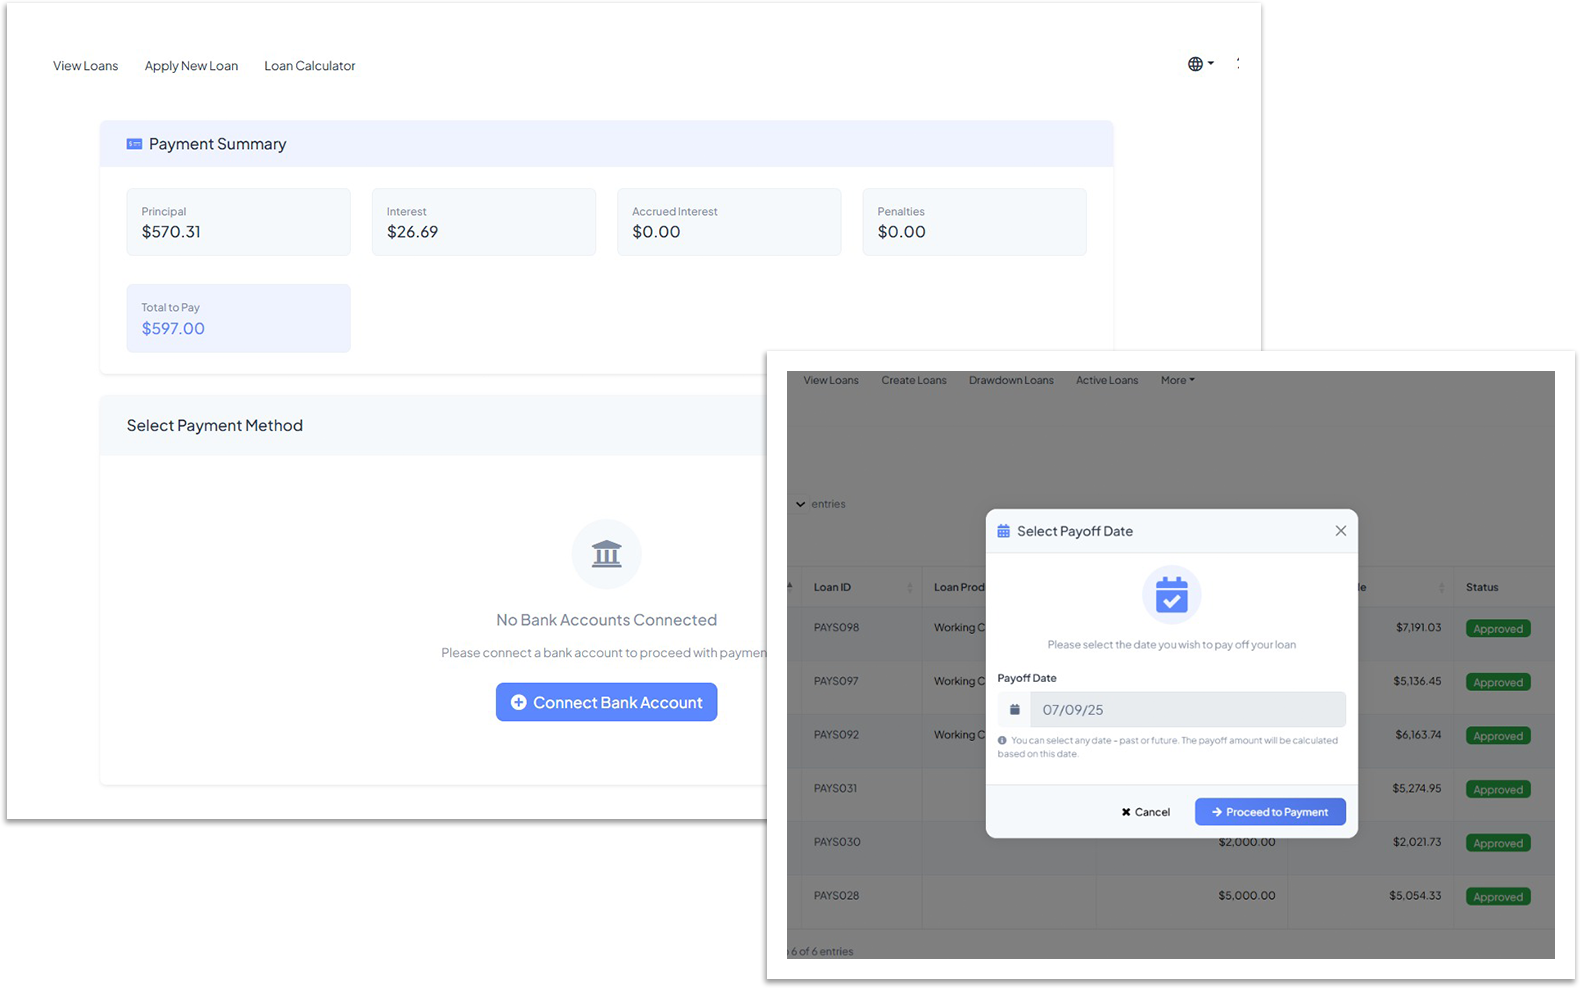 View Loans Apply New Loan Loan Calculator
Payment Summary
Principal
$570.31
Interest
$26.69
Accrued Interest
$0.00
Penalties
$0.00
Total to Pay
$597.00
Select Payment Method
No Bank Accounts Connected
Please connect a bank account to proceed with
Connect Bank Account
View Loans Create Loans Drawdown Loans Active Loans More
entries
Loan ID Loan Status
PAYS098 Working $7,191.03 Approved
PAYS097 Working $5,136.45 Approved
PAYS092 Working $6,163.74 Approved
PAYS031 $5,274.95 Approved
PAYS030 $2,000.00 $2,021.73 Approved
PAYS028 $5,000.00 $5,054.33 Approved
6 of 6 entries
Select Payoff Date
Please select the date you wish to pay off your loan
Payoff Date
07/09/25
You can select any date - past or future. The payoff amount will be calculated
based on this date.
Cancel Proceed to Payment